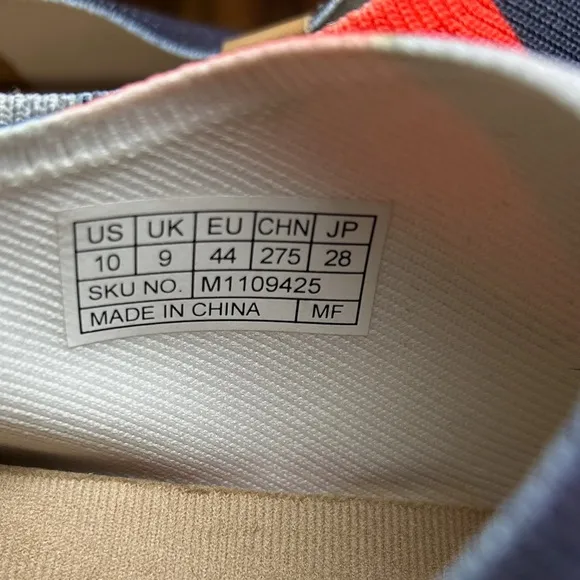 US UK EU CHN JP
10 9 44 275 28
SKU NO. M1109425
MADE IN CHINA MF